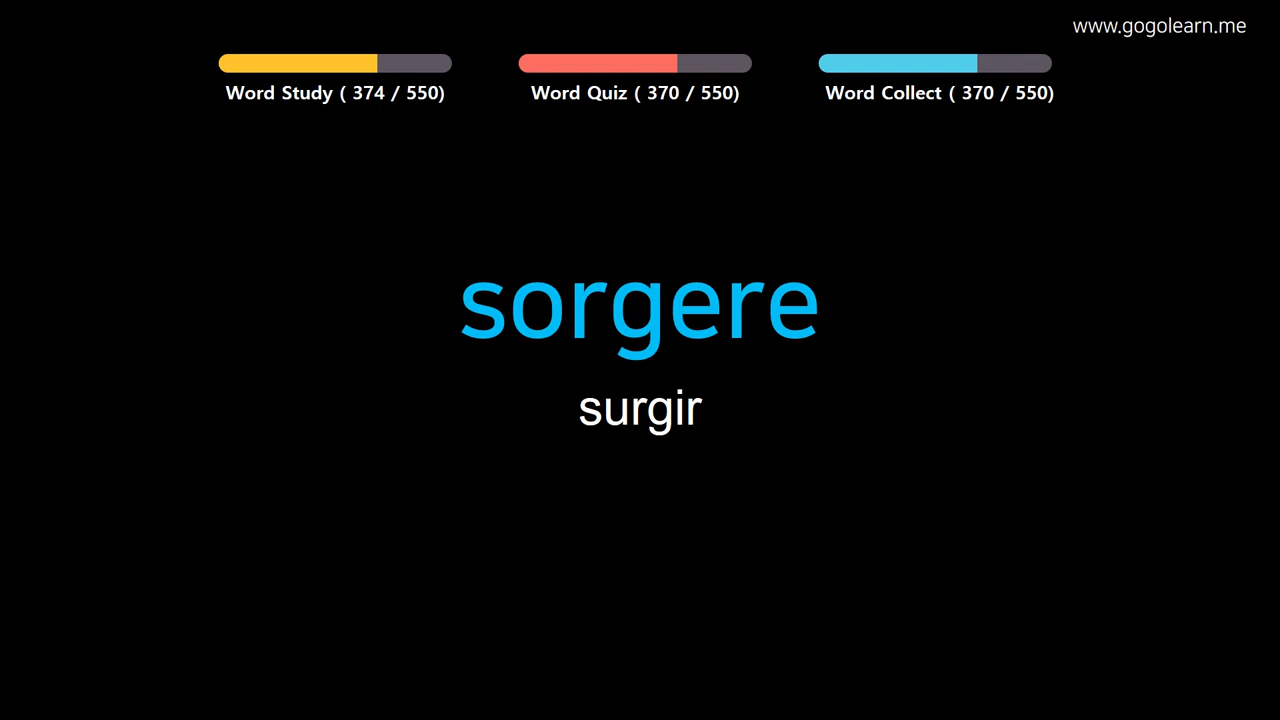 www.gogolearn.me
Word Study ( 374 / 550)
Word Quiz ( 370 / 550)
Word Collect ( 370 / 550)
sorgere
surgir